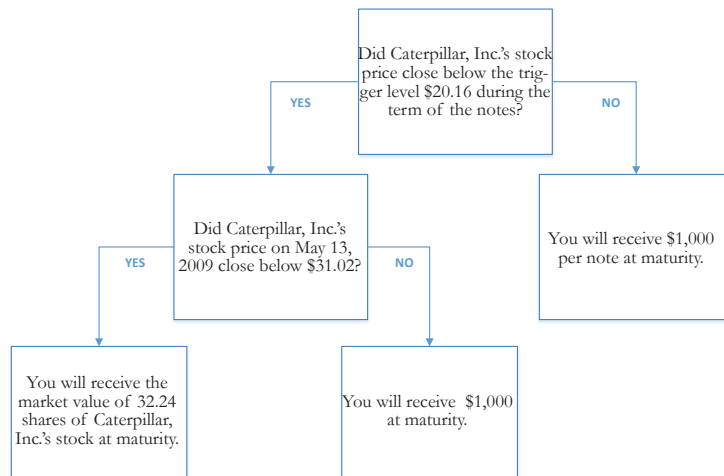 Did Caterpillar, Inc.'s stock
price close below the trig-
ger level $20.16 during the
term of the notes?
YES
NO
Did Caterpillar, Inc.'s
stock price on May 13,
2009 close below $31.02?
You will receive $1,000
per note at maturity.
YES
NO
You will receive the
market value of 32.24
shares of Caterpillar,
Inc.'s stock at maturity.
You will receive  $1,000
at maturity.